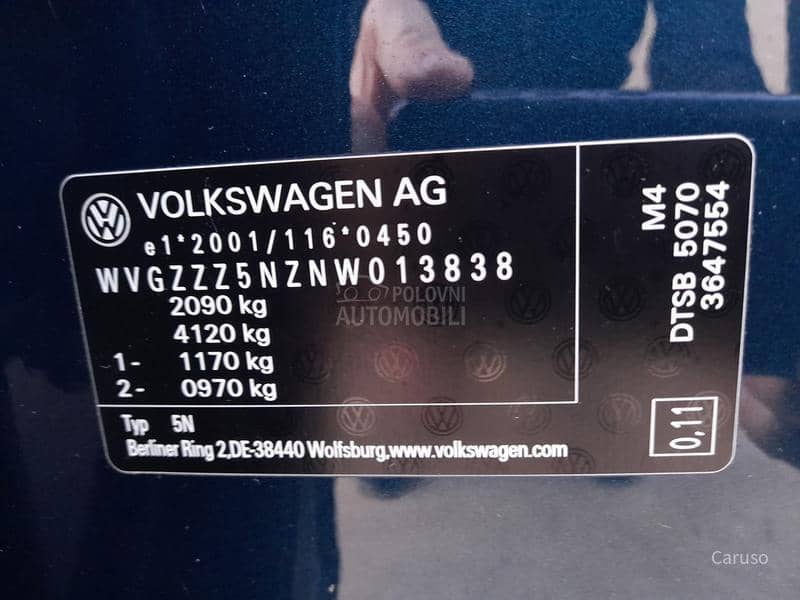 VOLKSWAGEN AG
e1*2001/116*0450
WVGZZZ5NZNW013838
2090 kg
4120 kg
1- 1170 kg
2- 0970 kg
Typ 5N
Berliner Ring 2,DE-38440 Wolfsburg,www.volkswagen.com
M4
DTSB 5070
3647554
0,11
POLOVNI
AUTOMOBILI
Caruso